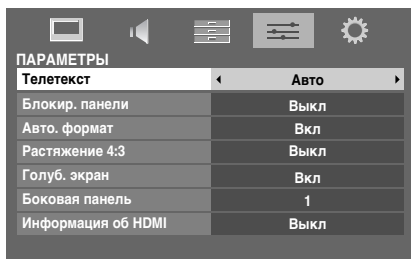 ПАРАМЕТРЫ
Телетекст Авто
Блокир. панели Выкл
Авто. формат Вкл
Растяжение 4:3 Выкл
Голуб. экран Вкл
Боковая панель 1
Информация об HDMI Выкл